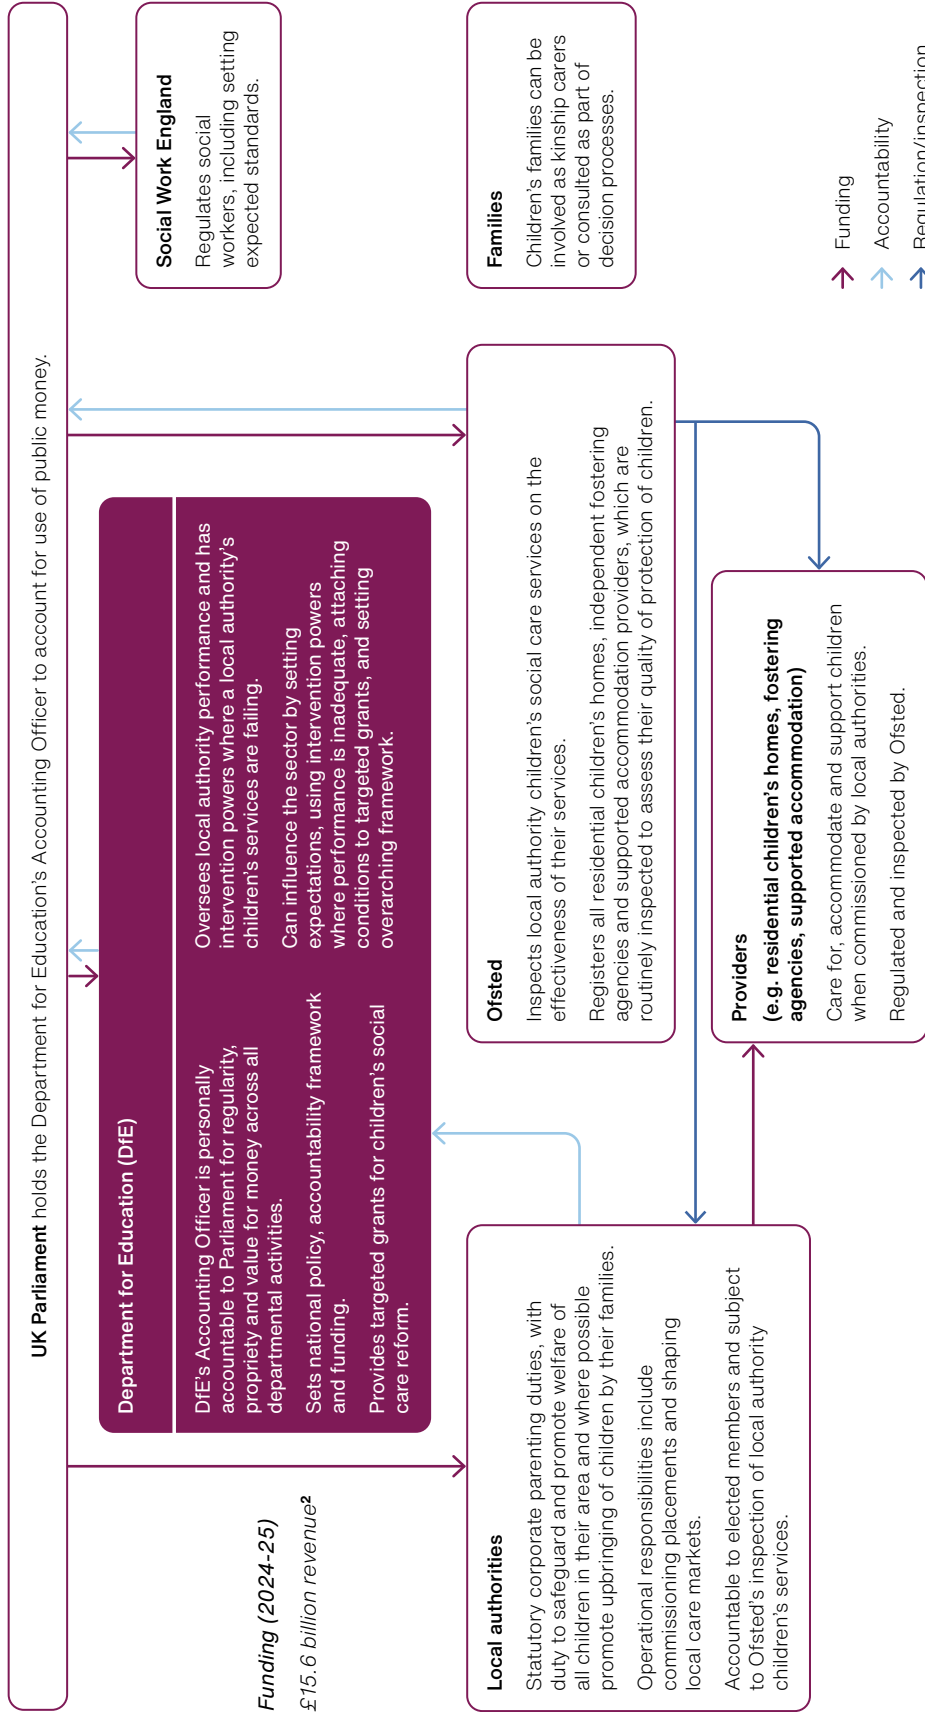 UK Parliament holds the Department for Education's Accounting Officer to account for use of public money.
Department for Education (DfE)
DfE's Accounting Officer is personally
accountable to Parliament for regularity,
propriety and value for money across all
departmental activities.
Sets national policy, accountability framework
and funding.
Provides targeted grants for children's social
care reform.
Oversees local authority performance and has
intervention powers where a local authority's
children's services are failing.
Can influence the sector by setting
expectations, using intervention powers
where performance is inadequate, attaching
conditions to targeted grants, and setting
overarching framework.
Social Work England
Regulates social
workers, including setting
expected standards.
Funding (2024-25)
£15.6 billion revenue²
Local authorities
Statutory corporate parenting duties, with
duty to safeguard and promote welfare of
all children in their area and where possible
promote upbringing of children by their families.
Operational responsibilities include
commissioning placements and shaping
local care markets.
Accountable to elected members and subject
to Ofsted's inspection of local authority
children's services.
Ofsted
Inspects local authority children's social care services on the
effectiveness of their services.
Registers all residential children's homes, independent fostering
agencies and supported accommodation providers, which are
routinely inspected to assess their quality of protection of children.
Families
Children's families can be
involved as kinship carers
or consulted as part of
decision processes.
Providers
(e.g. residential children's homes, fostering
agencies, supported accommodation)
Care for, accommodate and support children
when commissioned by local authorities.
Regulated and inspected by Ofsted.
Funding
Accountability
Regulation/inspection